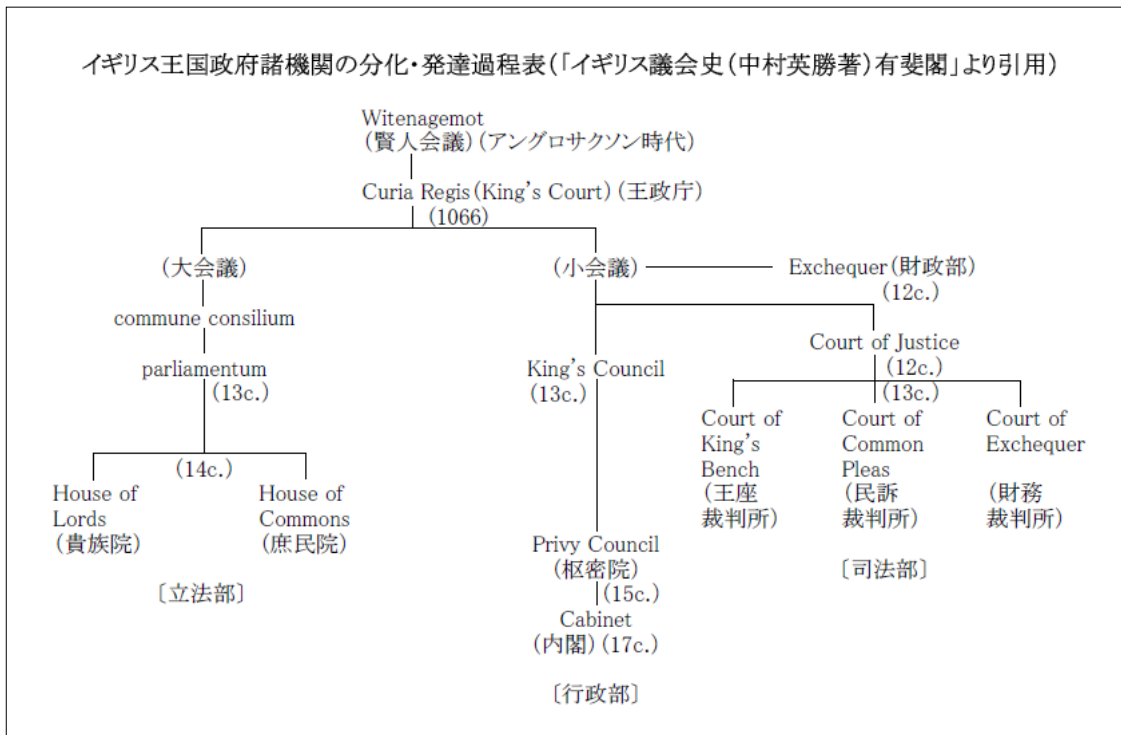 イギリス王国政府諸機関の分化・発達過程表(「イギリス議会史(中村英勝著)有斐閣」より引用)
Witenagemot
(賢人会議)(アングロサクソン時代)
Curia Regis(King's Court)(王政庁)
(1066)
(大会議)
(小会議)
Exchequer(財政部)
(12c.)
commune consilium
Court of Justice
(12c.)
parliamentum
(13c.)
King's Council
(13c.)
(13c.)
Court of
King's
Bench
(王座
裁判所)
Court of
Common
Pleas
(民訴
裁判所)
Court of
Exchequer
(財務
裁判所)
(14c.)
House of
Lords
(貴族院)
House of
Commons
(庶民院)
Privy Council
(枢密院)
(15c.)
Cabinet
(内閣)(17c.)
〔立法部〕
〔行政部〕
〔司法部〕